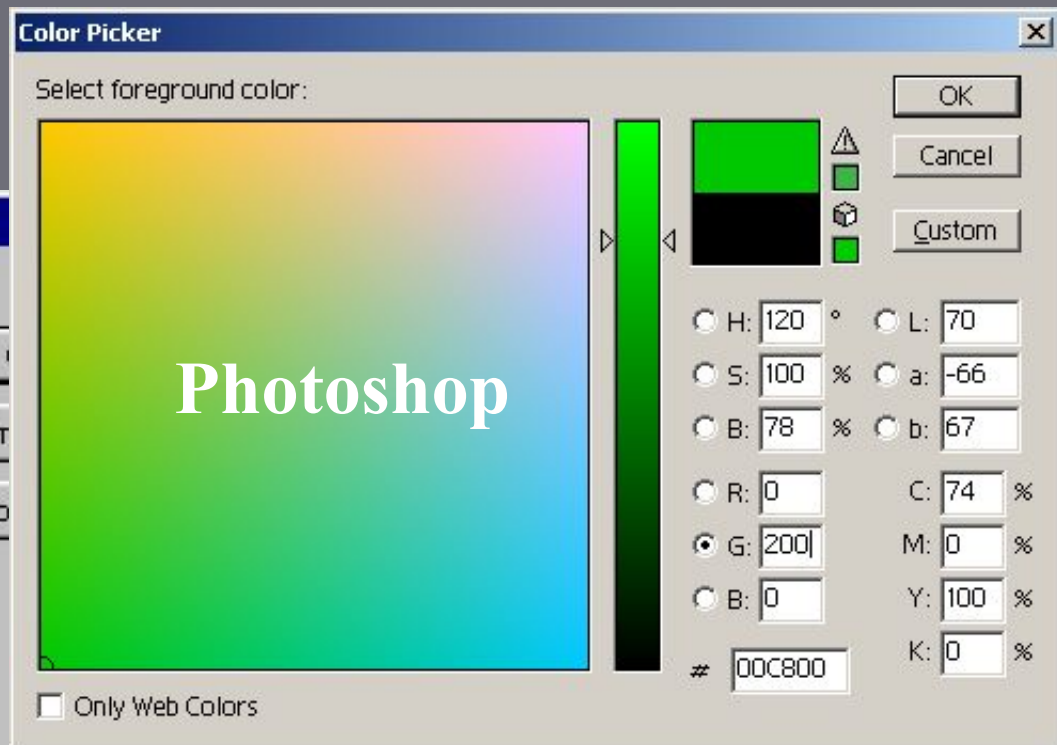 Color Picker
Select foreground color:
OK
Cancel
Custom
Photoshop
H: 120 ° L: 70
S: 100 % a: -66
B: 78 % b: 67
R: 0 C: 74 %
G: 200 M: 0 %
B: 0 Y: 100 %
# 00C800 K: 0 %
Only Web Colors